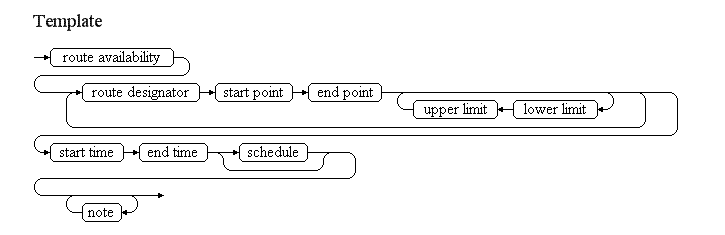 Template
route availability
route designator start point end point
upper limit lower limit
start time end time schedule
note